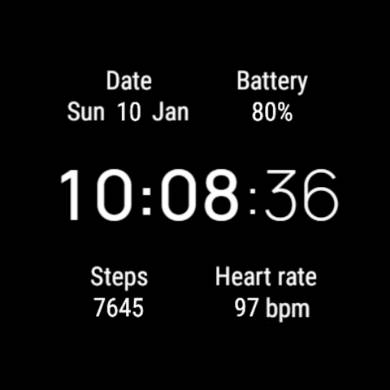 Date Battery
Sun 10 Jan 80%
10:08:36
Steps Heart rate
7645 97 bpm